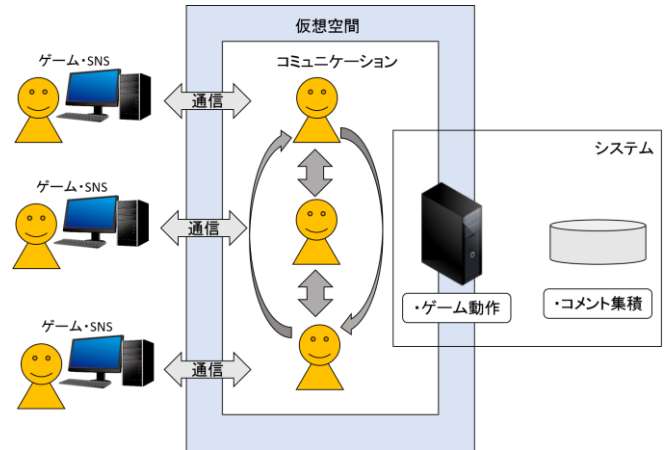 仮想空間
ゲーム・SNS
コミュニケーション
通信
システム
ゲーム・SNS
通信
・ゲーム動作
・コメント集積
ゲーム・SNS
通信